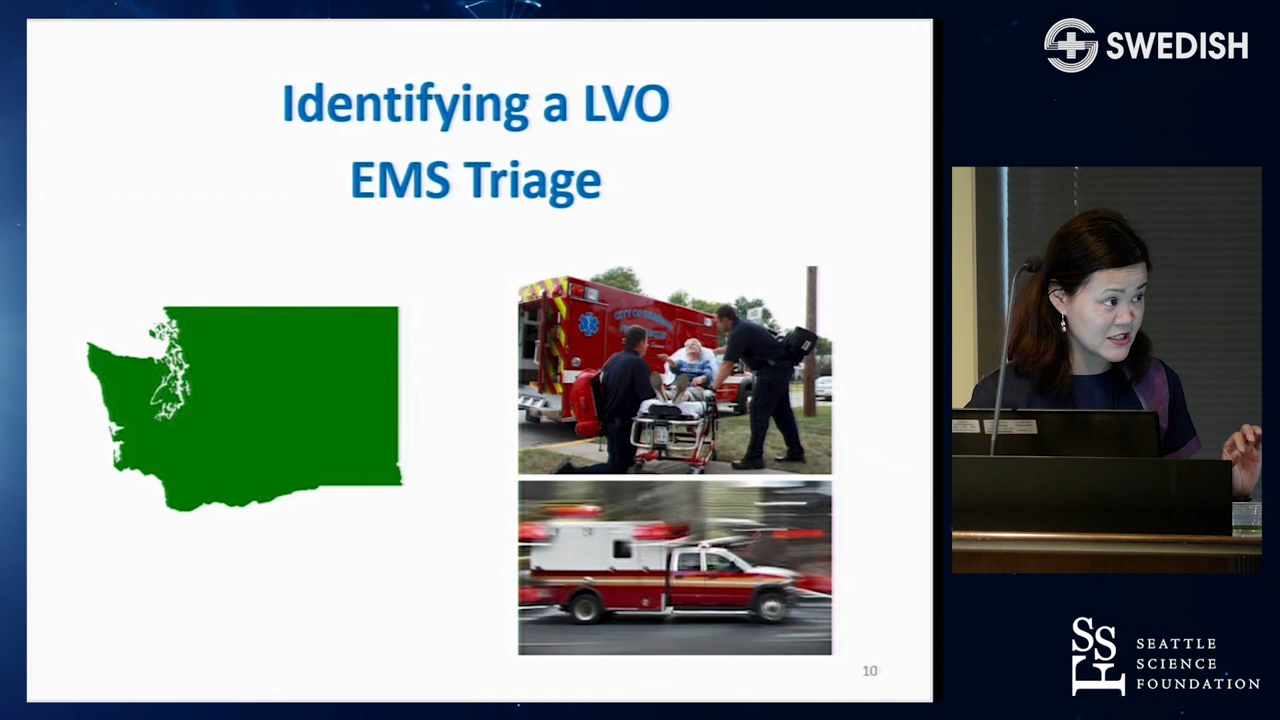 Identifying a LVO
EMS Triage
10
SWEDISH
SEATTLE
SCIENCE
FOUNDATION